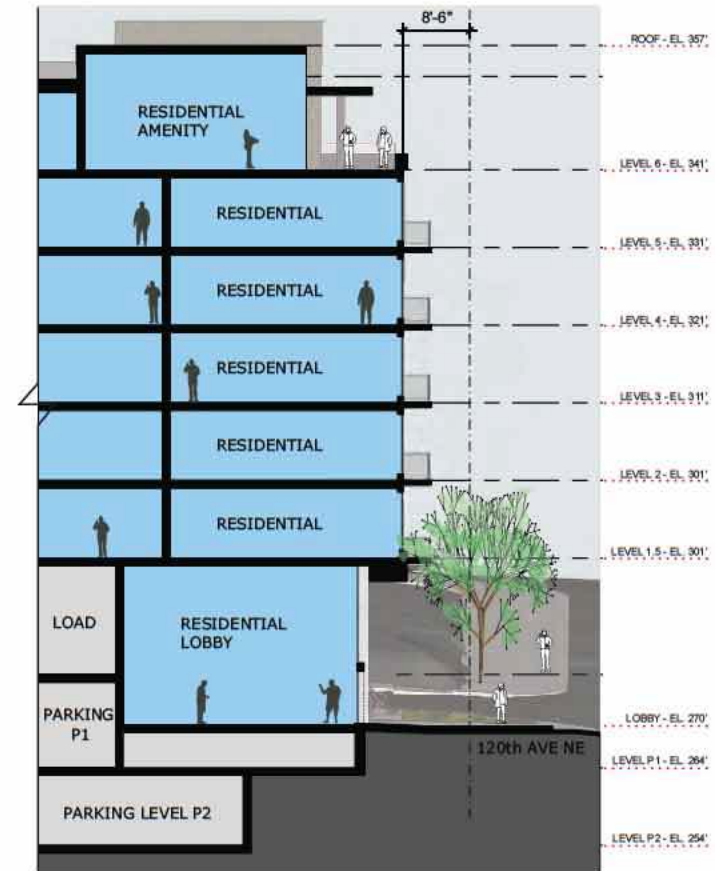 8'-6"
ROOF - EL. 357'
RESIDENTIAL
AMENITY
LEVEL 6 - EL. 341'
RESIDENTIAL
LEVEL 5 - EL. 331'
RESIDENTIAL
LEVEL 4 - EL. 321'
RESIDENTIAL
LEVEL 3 - EL. 311'
RESIDENTIAL
LEVEL 2 - EL. 301'
RESIDENTIAL
LEVEL 1.5 - EL. 301'
LOAD
RESIDENTIAL
LOBBY
PARKING
P1
LOBBY - EL. 270'
120th AVE NE
LEVEL P1 - EL. 264'
PARKING LEVEL P2
LEVEL P2 - EL. 254'